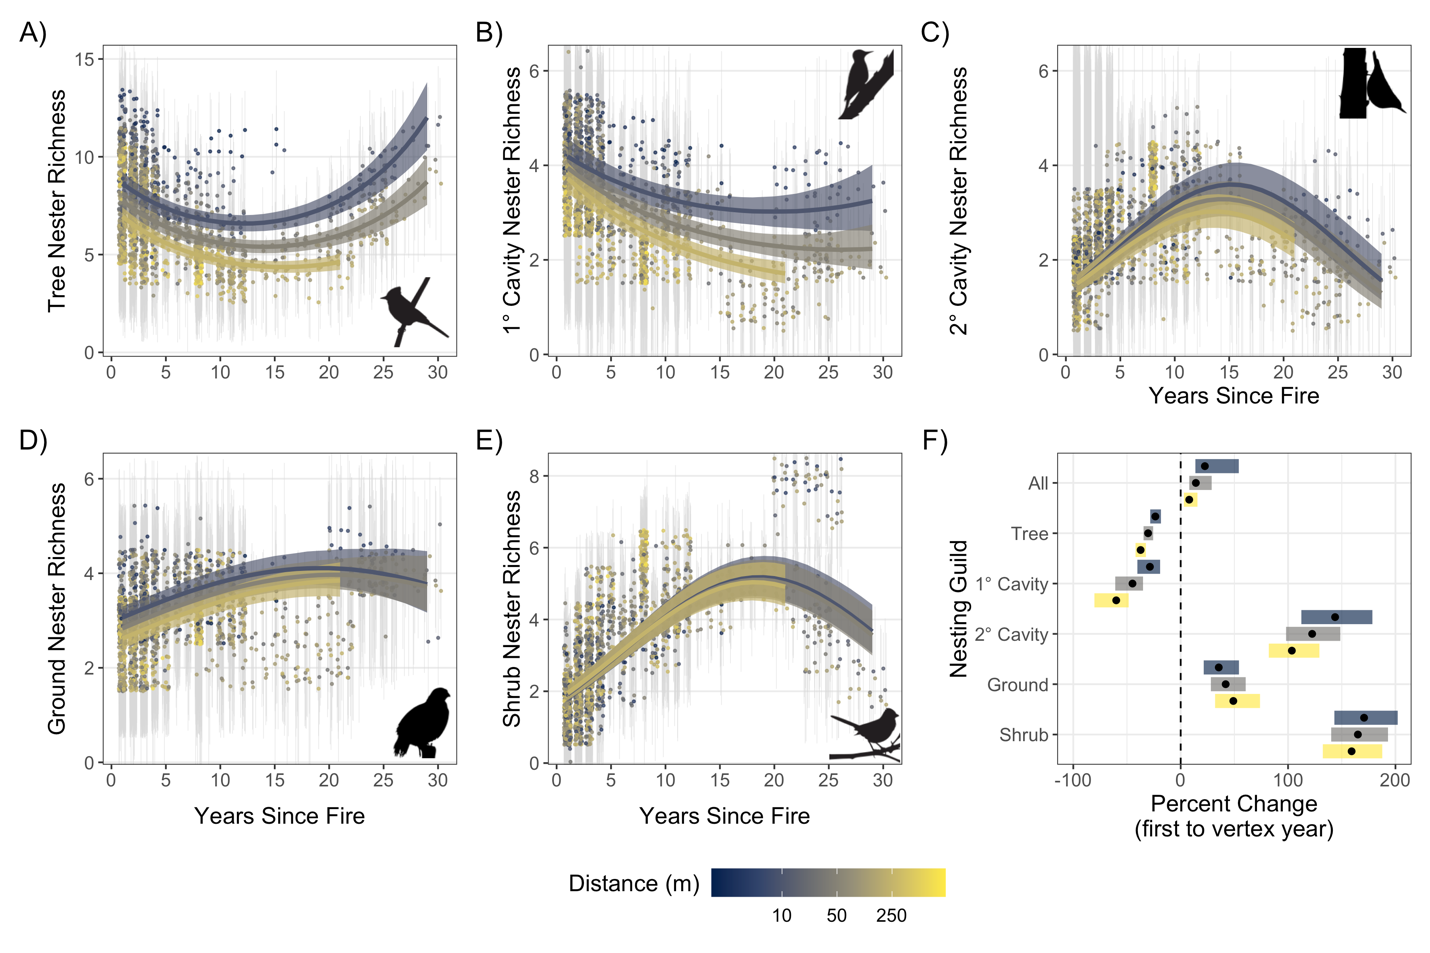 A)
Tree Nester Richness
15
10
5
0
0 5 10 15 20 25 30
B)
1° Cavity Nester Richness
6
4
2
0
0 5 10 15 20 25 30
C)
2° Cavity Nester Richness
6
4
2
0
0 5 10 15 20 25 30
Years Since Fire
D)
Ground Nester Richness
6
4
2
0
0 5 10 15 20 25 30
Years Since Fire
E)
Shrub Nester Richness
8
6
4
2
0
0 5 10 15 20 25 30
Years Since Fire
F)
Nesting Guild
All
Tree
1° Cavity
2° Cavity
Ground
Shrub
-100 0 100 200
Percent Change
(first to vertex year)
Distance (m)
10 50 250